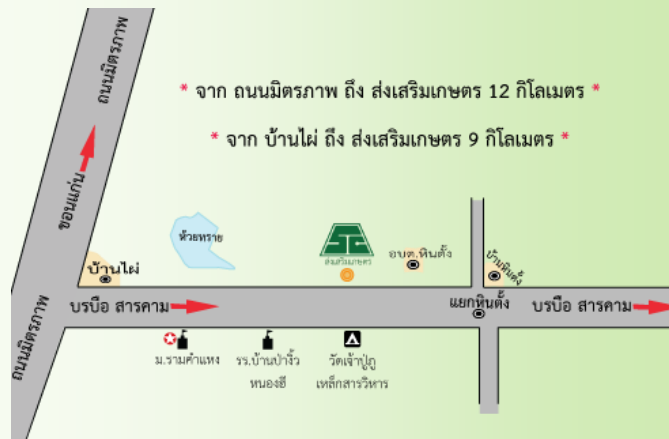 ถนนมิตรภาพ
* จาก ถนนมิตรภาพ ถึง ส่งเสริมเกษตร 12 กิโลเมตร *
* จาก บ้านไผ่ ถึง ส่งเสริมเกษตร 9 กิโลเมตร *
ขอนแก่น
ห้วยทราย
ส่งเสริมเกษตร
อบต.หินตั้ง
บ้านหินตั้ง
บ้านไผ่
บรบือ สารคาม
แยกหินตั้ง
บรบือ สารคาม
ถนนมิตรภาพ
ม.รามคำแหง
รร.บ้านป่างิ้ว
หนองฮี
วัดเจ้าปู่ภู
เหล็กสารวิหาร